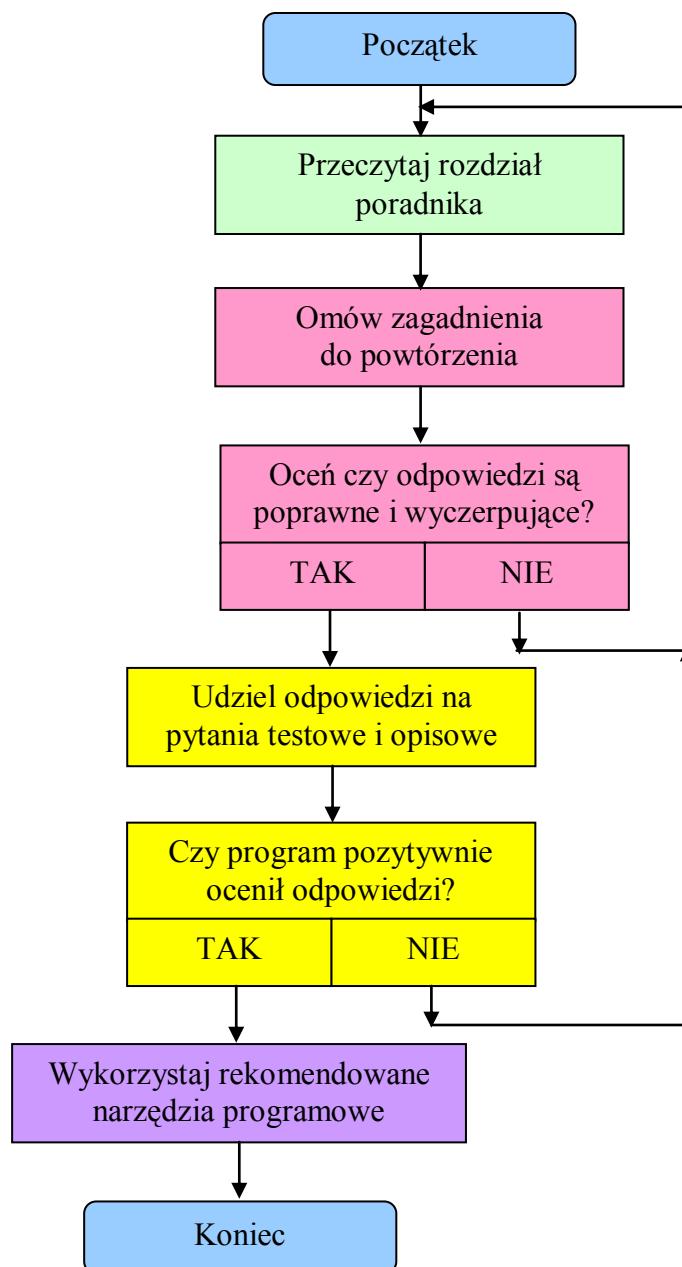 Początek
Przeczytaj rozdział
poradnika
Omów zagadnienia
do powtórzenia
Oceń czy odpowiedzi są
poprawne i wyczerpujące?
TAK
NIE
Udziel odpowiedzi na
pytania testowe i opisowe
Czy program pozytywnie
ocenił odpowiedzi?
TAK
NIE
Wykorzystaj rekomendowane
narzędzia programowe
Koniec